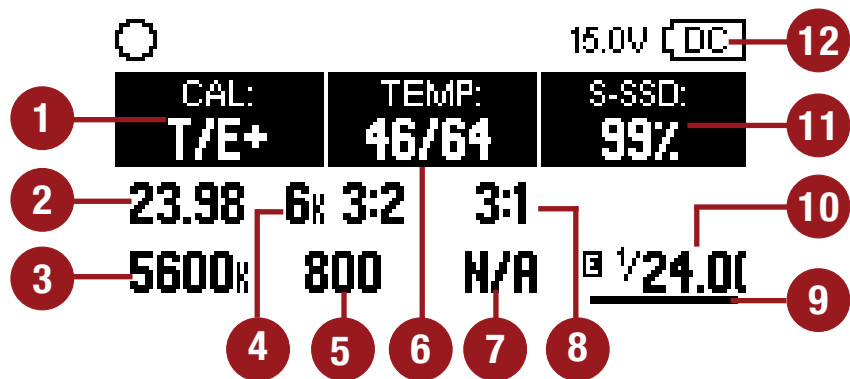 15.0V DC 12
CAL: TEMP: S-SSD:
1 T/E+ 46/64 99% 11
2 23.98 6K 3:2 3:1 10
3 5600K 800 N/A E 1/24.0
9
4 5 6 7 8